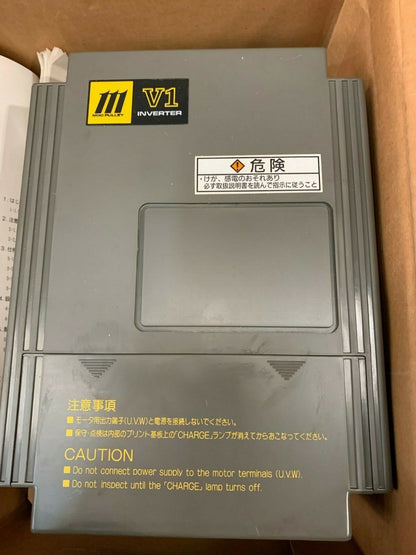 MIKI PULLEY
V1
INVERTER
危険
・けが、感電のおそれあり
必ず取扱説明書を読んで指示に従うこと
注意事項
■ モータ用出力端子(U.V.W)と電源を接続しないでください。
■ 保守・点検は内部のプリント基板上の「CHARGE」ランプが消えてからおこなってください。
CAUTION
■ Do not connect power supply to the motor terminals (U.V.W).
■ Do not inspect until the「CHARGE」lamp turns off.